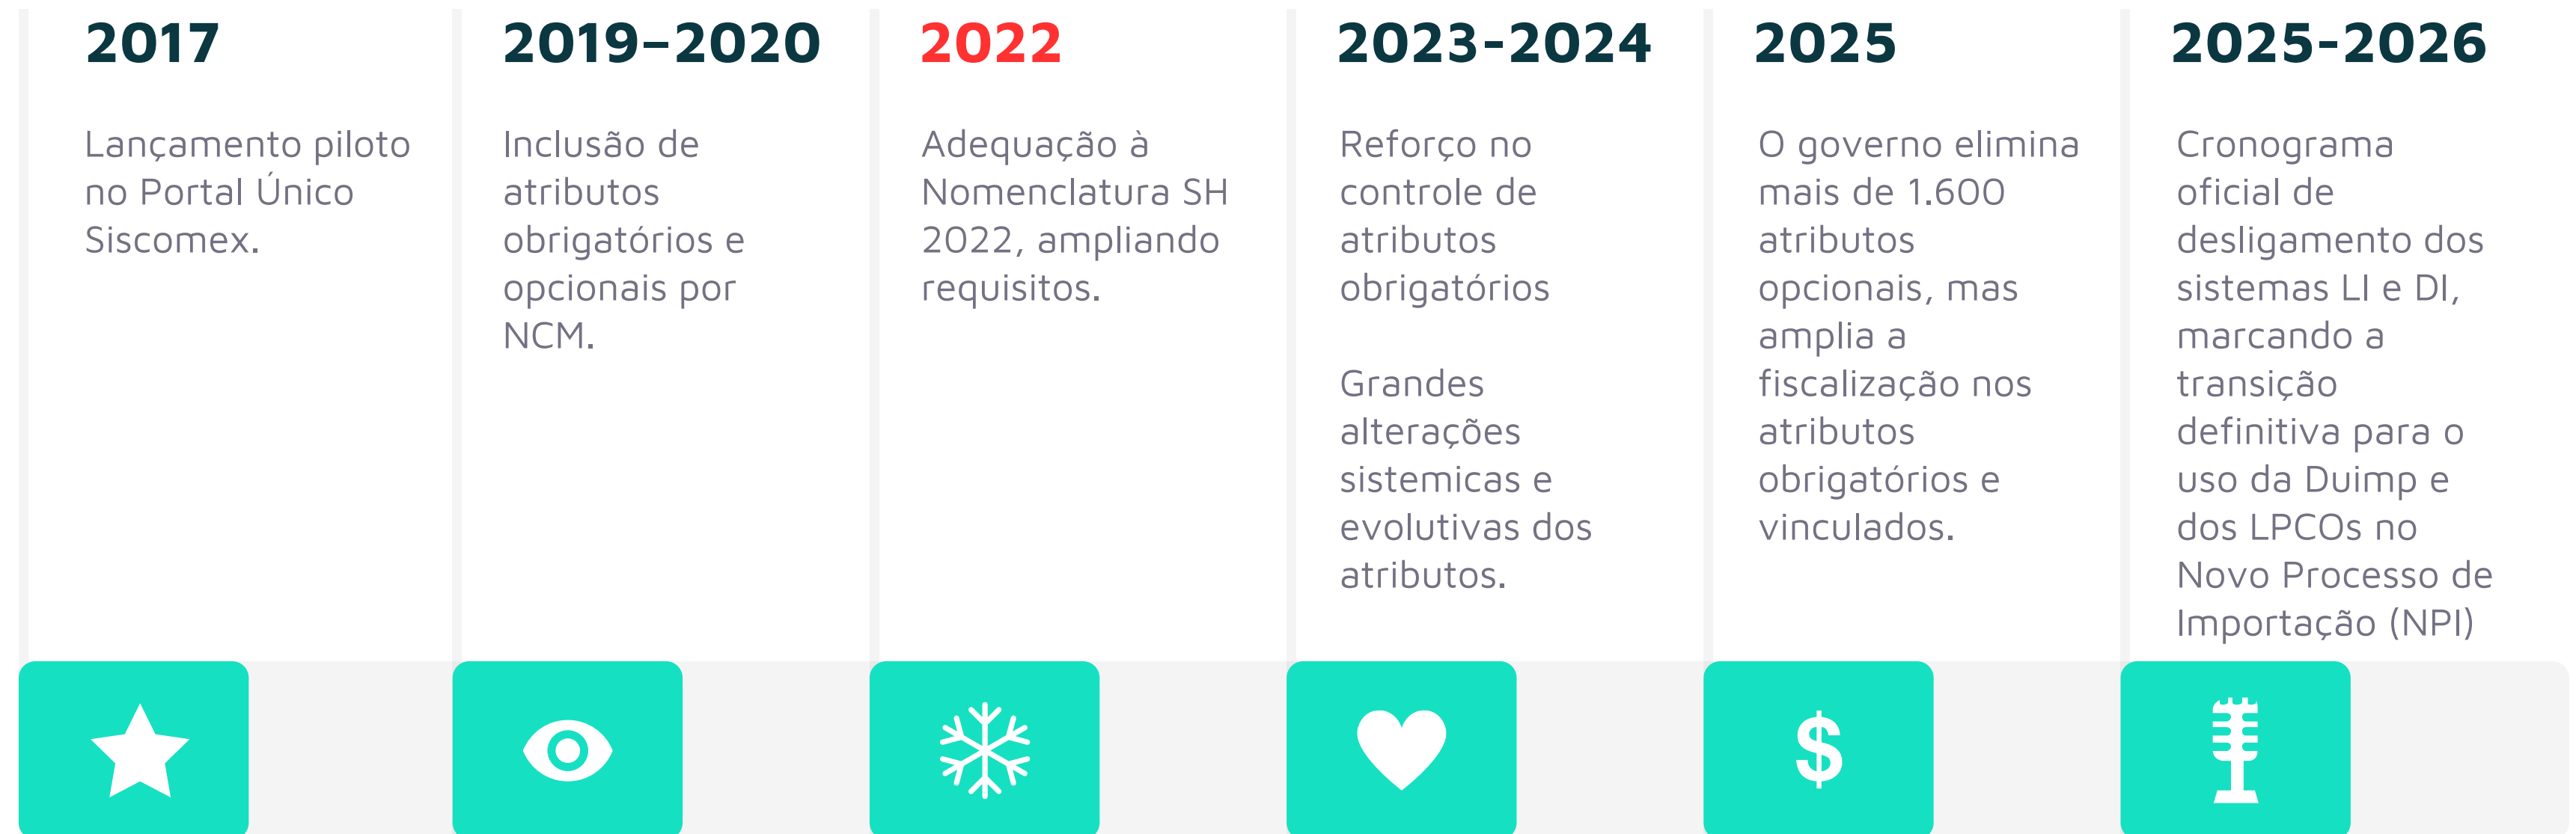 2017
Lançamento piloto
no Portal Único
Siscomex.
2019–2020
Inclusão de
atributos
obrigatórios e
opcionais por
NCM.
2022
Adequação à
Nomenclatura SH
2022, ampliando
requisitos.
2023-2024
Reforço no
controle de
atributos
obrigatórios
Grandes
alterações
sistemicas e
evolutivas dos
atributos.
2025
O governo elimina
mais de 1.600
atributos
opcionais, mas
amplia a
fiscalização nos
atributos
obrigatórios e
vinculados.
2025-2026
Cronograma
oficial de
desligamento dos
sistemas LI e DI,
marcando a
transição
definitiva para o
uso da Duimp e
dos LPCOs no
Novo Processo de
Importação (NPI)
$